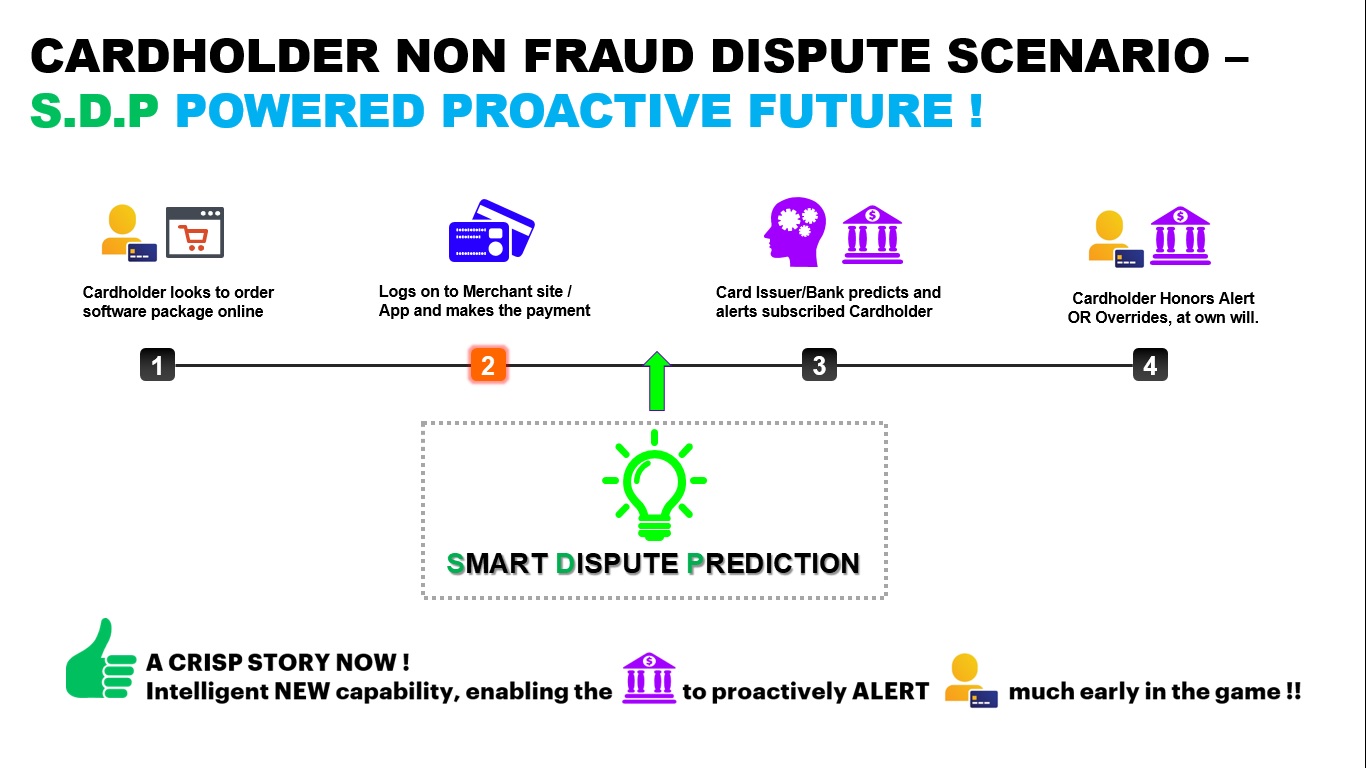 CARDHOLDER NON FRAUD DISPUTE SCENARIO –
S.D.P POWERED PROACTIVE FUTURE !
Cardholder looks to order
software package online
Logs on to Merchant site /
App and makes the payment
Card Issuer/Bank predicts and
alerts subscribed Cardholder
Cardholder Honors Alert
OR Overrides, at own will.
1
2
3
4
SMART DISPUTE PREDICTION
A CRISP STORY NOW !
Intelligent NEW capability, enabling the $ to proactively ALERT much early in the game !!